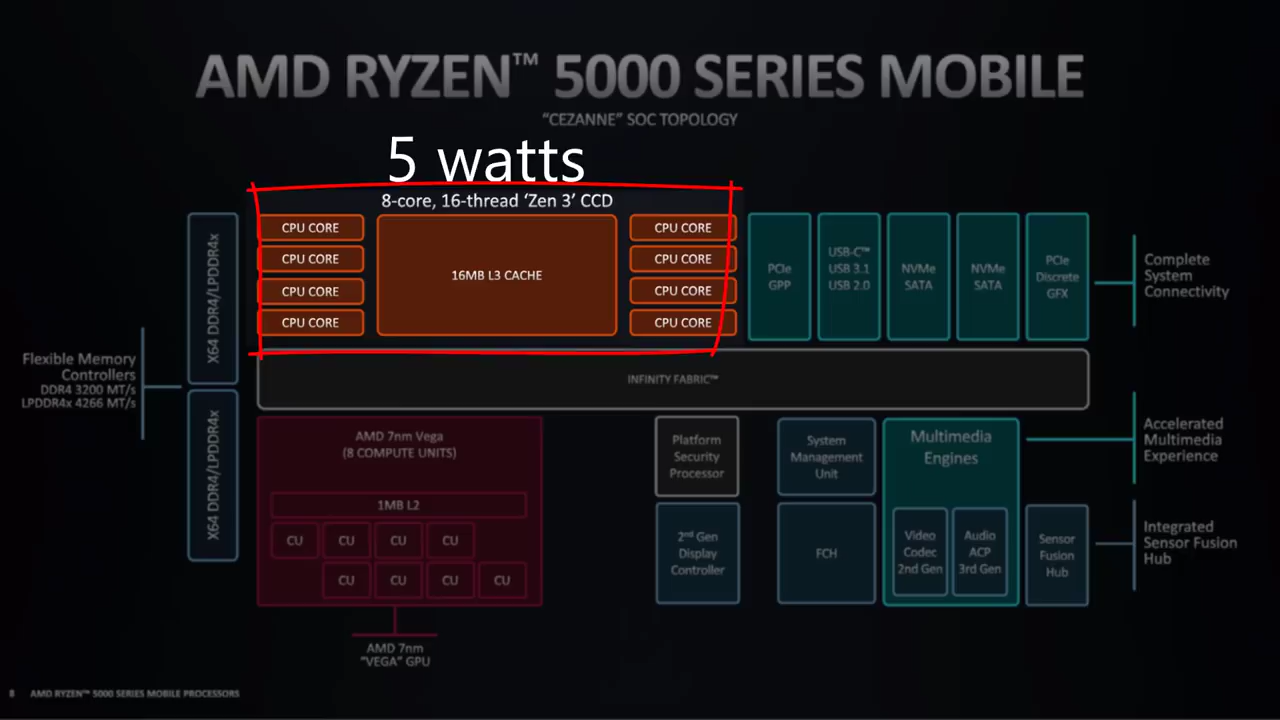 AMD RYZEN™ 5000 SERIES MOBILE
"CEZANNE" SOC TOPOLOGY
5 watts
8-core, 16-thread 'Zen 3' CCD
CPU CORE
CPU CORE
CPU CORE
CPU CORE
16MB L3 CACHE
CPU CORE
CPU CORE
CPU CORE
CPU CORE
X64 DDR4/LPDDR4x
X64 DDR4/LPDDR4x
PCIe
GPP
USB-C™
USB 3.1
USB 2.0
NVMe
SATA
NVMe
SATA
PCIe
Discrete
GFX
Complete
System
Connectivity
Flexible Memory
Controllers
DDR4 3200 MT/s
LPDDR4x 4266 MT/s
INFINITY FABRIC™
AMD 7nm Vega
(8 COMPUTE UNITS)
1MB L2
CU CU CU CU
CU CU CU CU
AMD 7nm
"VEGA" GPU
Platform
Security
Processor
System
Management
Unit
Multimedia
Engines
Accelerated
Multimedia
Experience
2nd Gen
Display
Controller
FCH
Video
Codec
2nd Gen
Audio
ACP
3rd Gen
Sensor
Fusion
Hub
Integrated
Sensor Fusion
Hub
8 AMD RYZEN™ 5000 SERIES MOBILE PROCESSORS